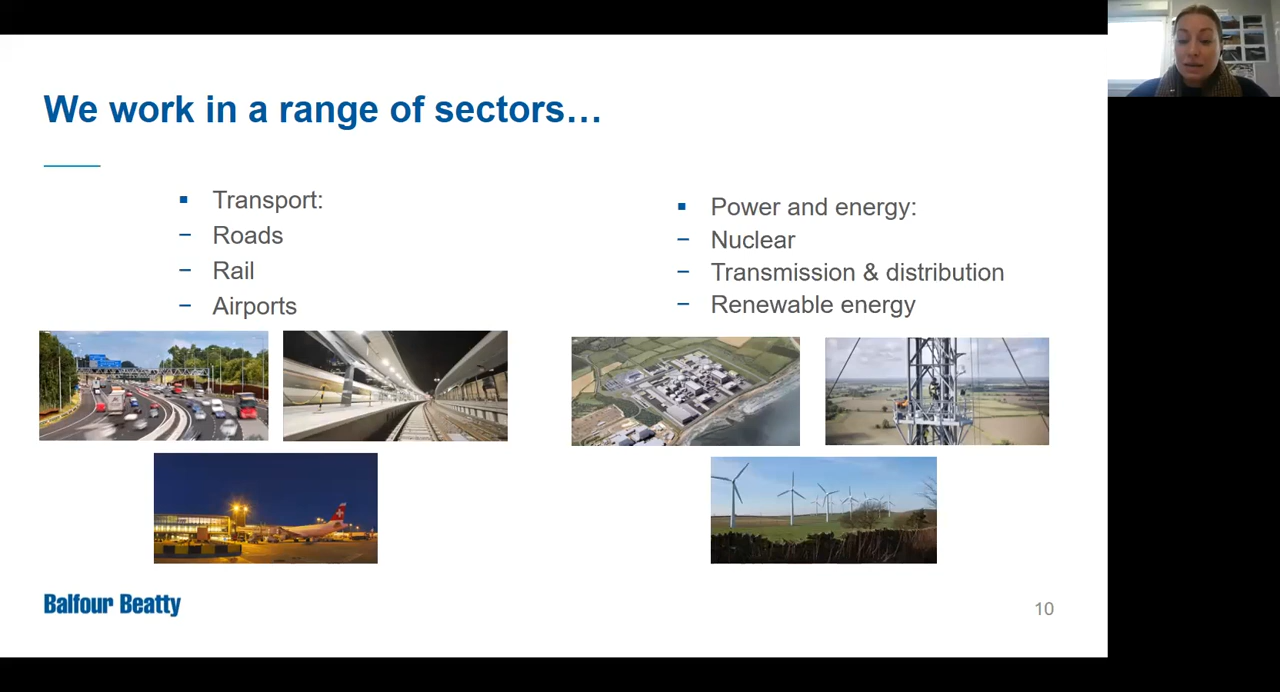 We work in a range of sectors…
▪ Transport:
− Roads
− Rail
− Airports
▪ Power and energy:
− Nuclear
− Transmission & distribution
− Renewable energy
Balfour Beatty
10